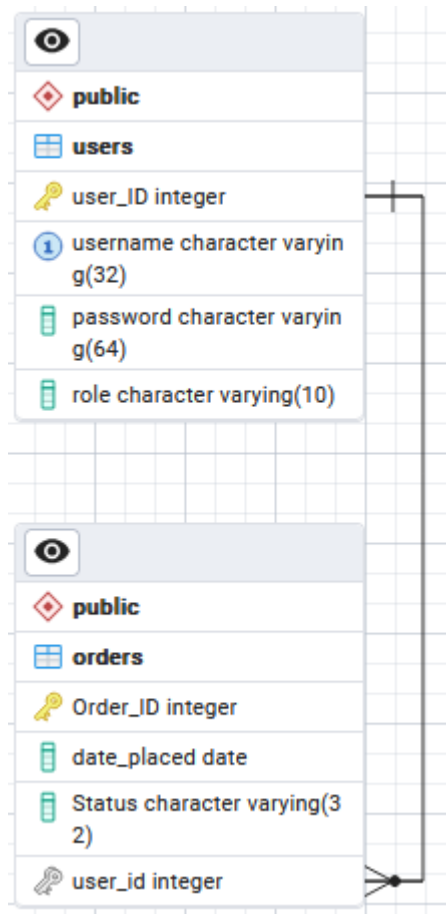 public
users
user_ID integer
1 username character varyin
g(32)
password character varyin
g(64)
role character varying(10)
public
orders
Order_ID integer
date_placed date
Status character varying(3
2)
user_id integer